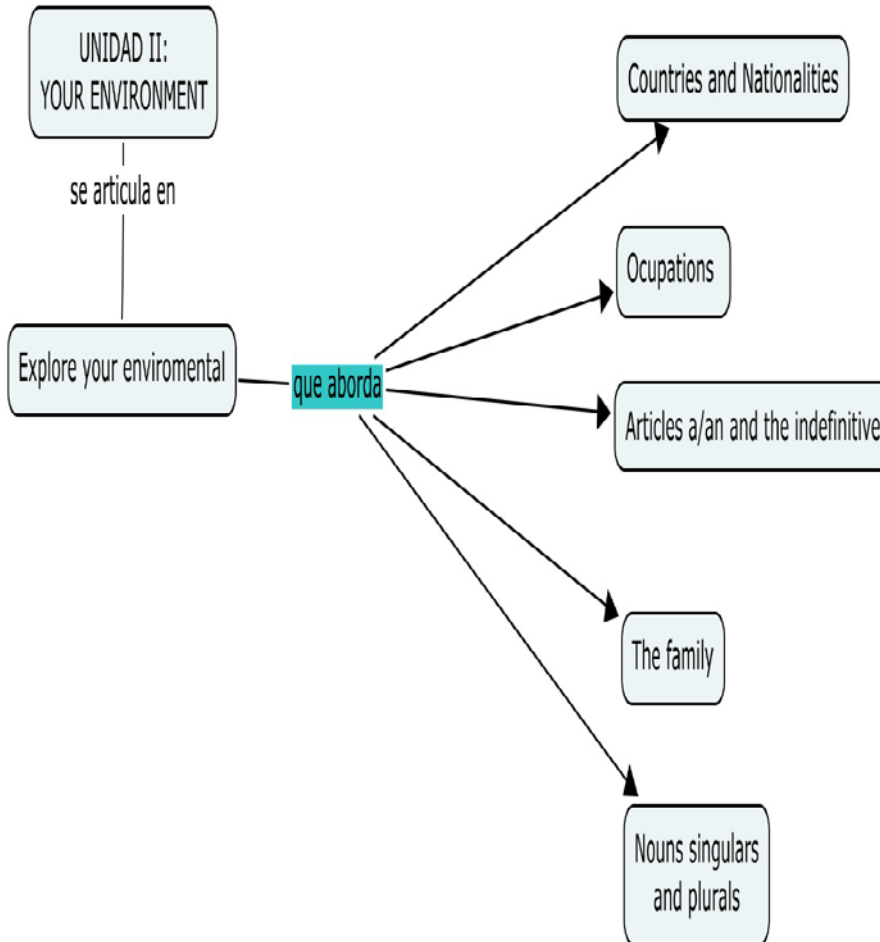 UNIDAD II:
YOUR ENVIRONMENT
se articula en
Explore your enviromental
que aborda
Countries and Nationalities
Ocupations
Articles a/an and the indefinitive
The family
Nouns singulars
and plurals